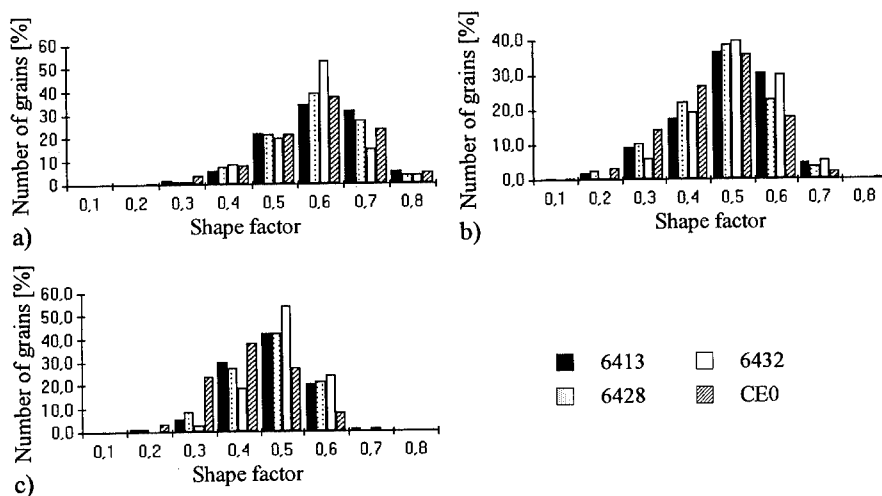 Number of grains [%]
60
50
40
30
20
10
0
0,1 0,2 0,3 0,4 0,5 0,6 0,7 0,8
Shape factor
a)
Number of grains [%]
40,0
30,0
20,0
10,0
0,0
0,1 0,2 0,3 0,4 0,5 0,6 0,7 0,8
Shape factor
b)
Number of grains [%]
60,0
50,0
40,0
30,0
20,0
10,0
0.0
0,1 0,2 0,3 0,4 0,5 0,6 0,7 0,8
Shape factor
c)
6413 6432
6428 CE0